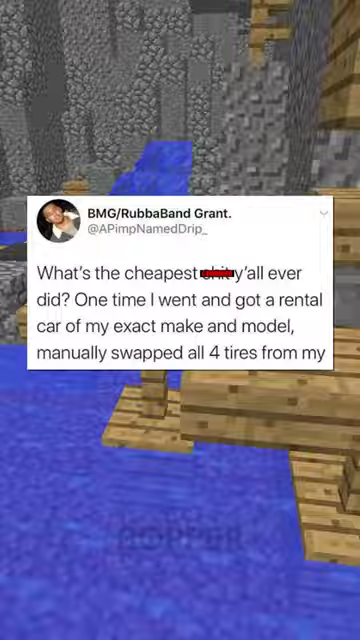 BMG/RubbaBand Grant.
@APimpNamedDrip_
What's the cheapest shit y'all ever
did? One time I went and got a rental
car of my exact make and model,
manually swapped all 4 tires from my